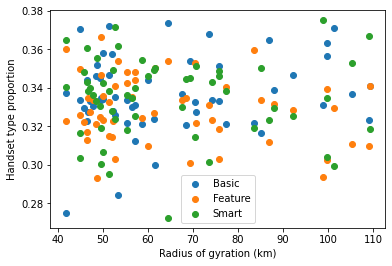 0.38
0.36
0.34
0.32
0.30
0.28
Handset type proportion
Basic
Feature
Smart
40
50
60
70
80
90
100
110
Radius of gyration (km)